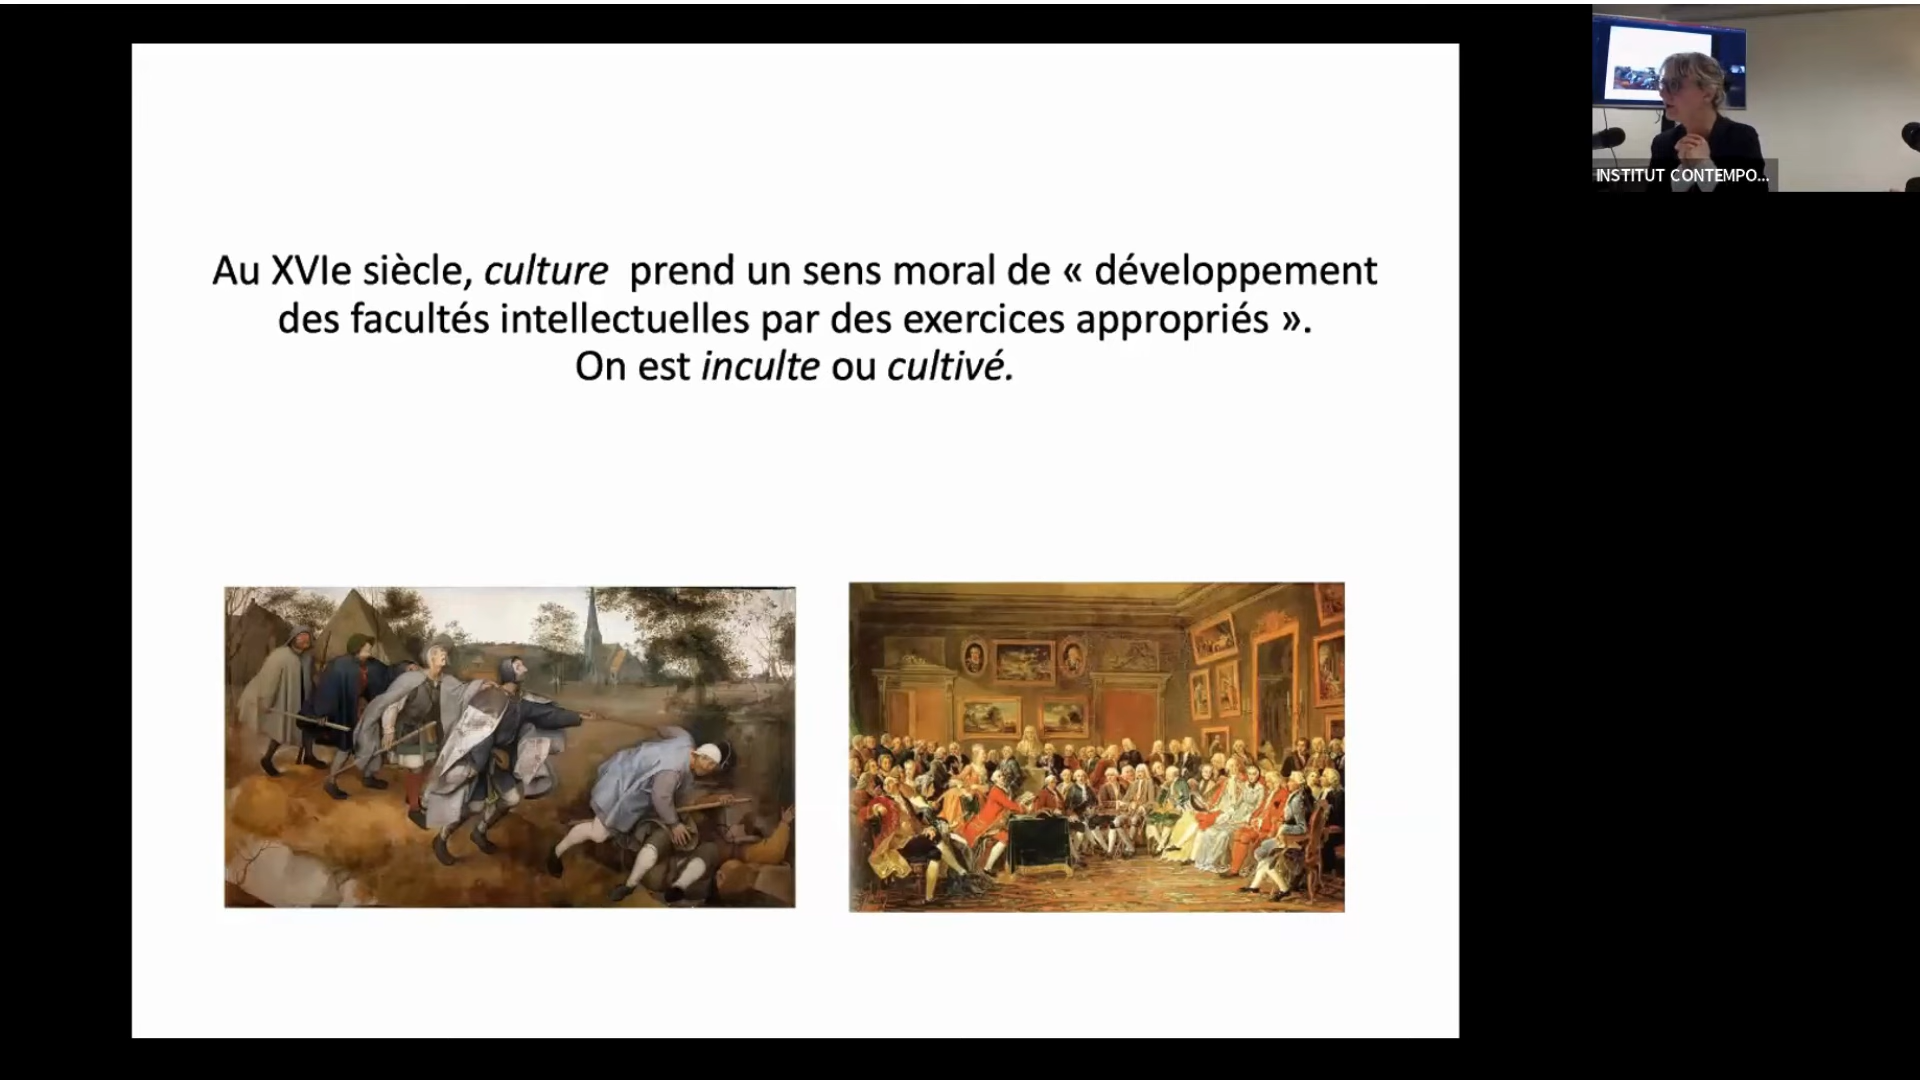 INSTITUT CONTEMPO...
Au XVIe siècle, culture prend un sens moral de « développement
des facultés intellectuelles par des exercices appropriés ».
On est inculte ou cultivé.